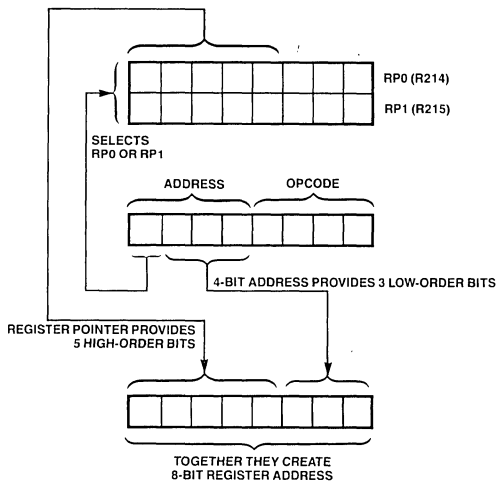 RP0 (R214)
RP1 (R215)
SELECTS
RP0 OR RP1
ADDRESS
OPCODE
4-BIT ADDRESS PROVIDES 3 LOW-ORDER BITS
REGISTER POINTER PROVIDES
5 HIGH-ORDER BITS
TOGETHER THEY CREATE
8-BIT REGISTER ADDRESS